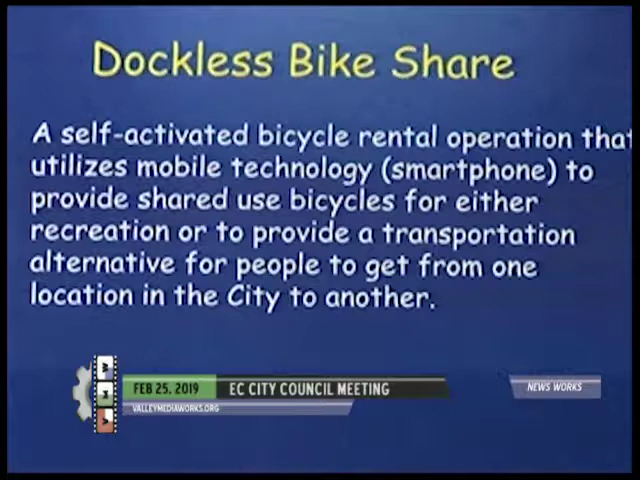 Dockless Bike Share
A self-activated bicycle rental operation that
utilizes mobile technology (smartphone) to
provide shared use bicycles for either
recreation or to provide a transportation
alternative for people to get from one
location in the City to another.
FEB 25, 2019 EC CITY COUNCIL MEETING
NEWS WORKS
VALLEYMEDIAWORKS.ORG